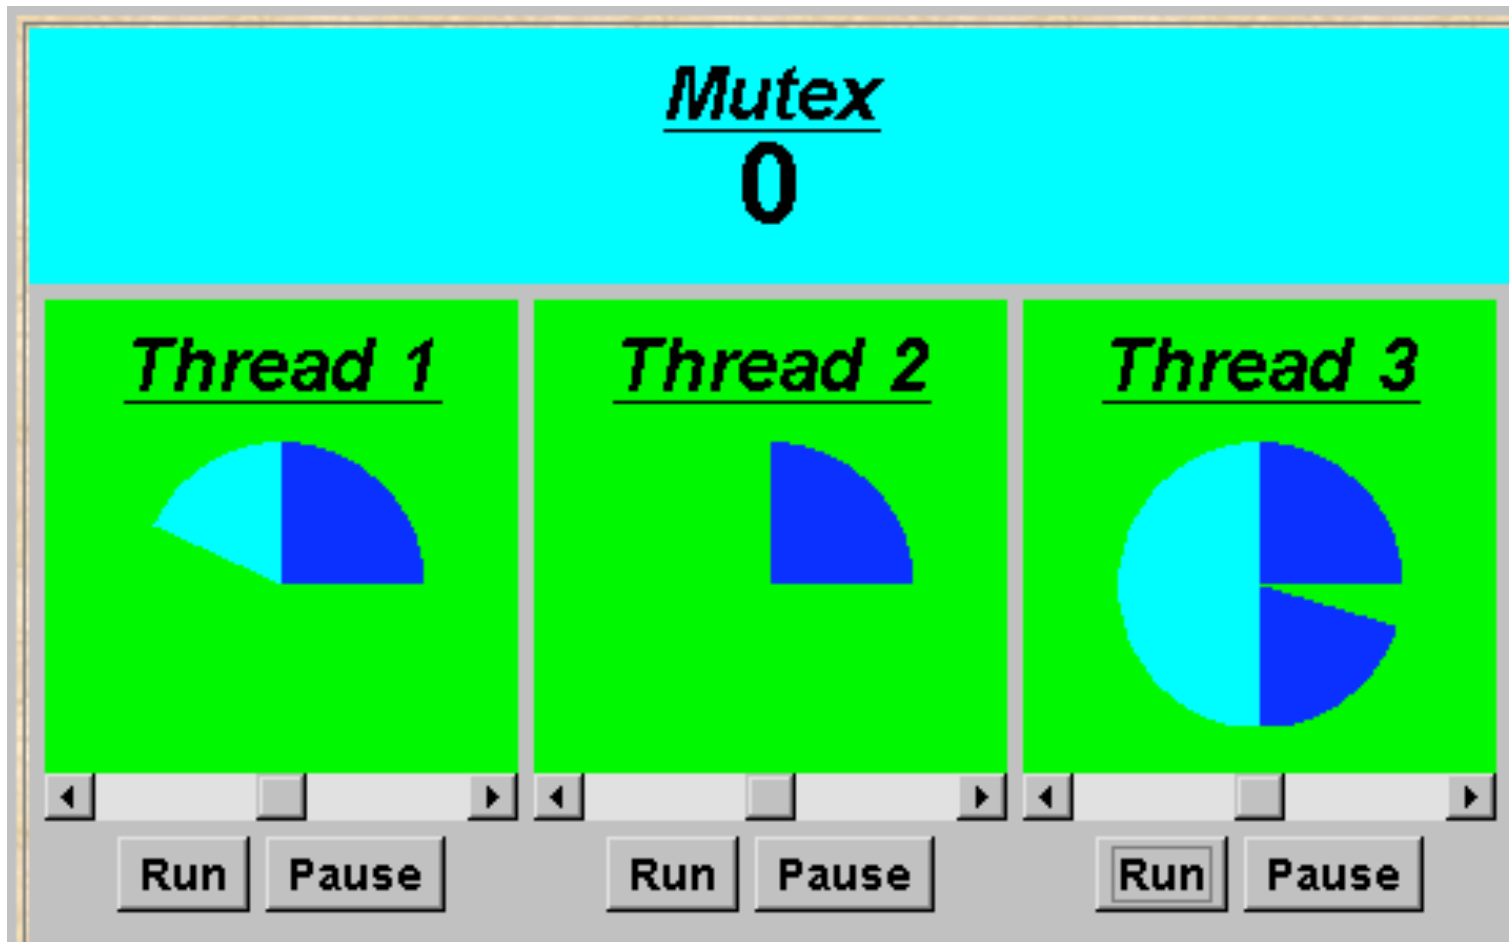 Mutex
0
Thread 1 Thread 2 Thread 3
Run Pause Run Pause Run Pause